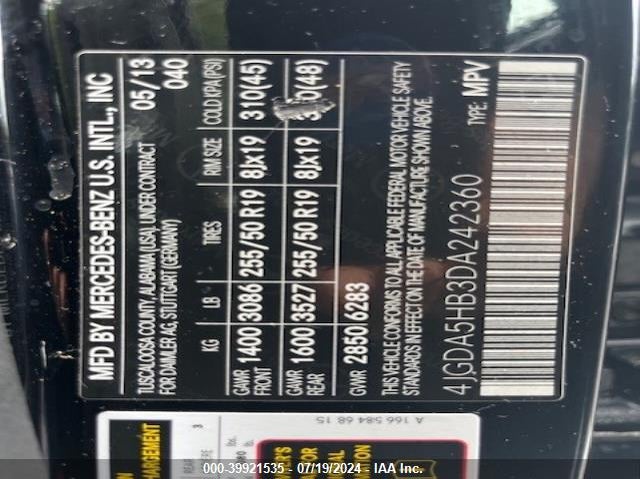 MFD BY MERCEDES-BENZ U.S. INTL., INC 05/13
TUSCALOOSA COUNTY, ALABAMA (USA), UNDER CONTRACT 040
FOR DAIMLER AG, STUTTGART (GERMANY)
KG LB TIRES RIM SIZE COLD KPA (PSI)
GAWR FRONT 1400 3086 255/50 R19 8Jx19 310(45)
GAWR REAR 1600 3527 255/50 R19 8Jx19 (48)
GVWR 2850 6283
THIS VEHICLE CONFORMS TO ALL APPLICABLE FEDERAL MOTOR VEHICLE SAFETY
STANDARDS IN EFFECT ON THE DATE OF MANUFACTURE SHOWN ABOVE.
4JGDA5HB3DA242360 TYPE: MPV
A 166 584 68 15
3
000-39921535 - 07/19/2024 - IAA Inc.